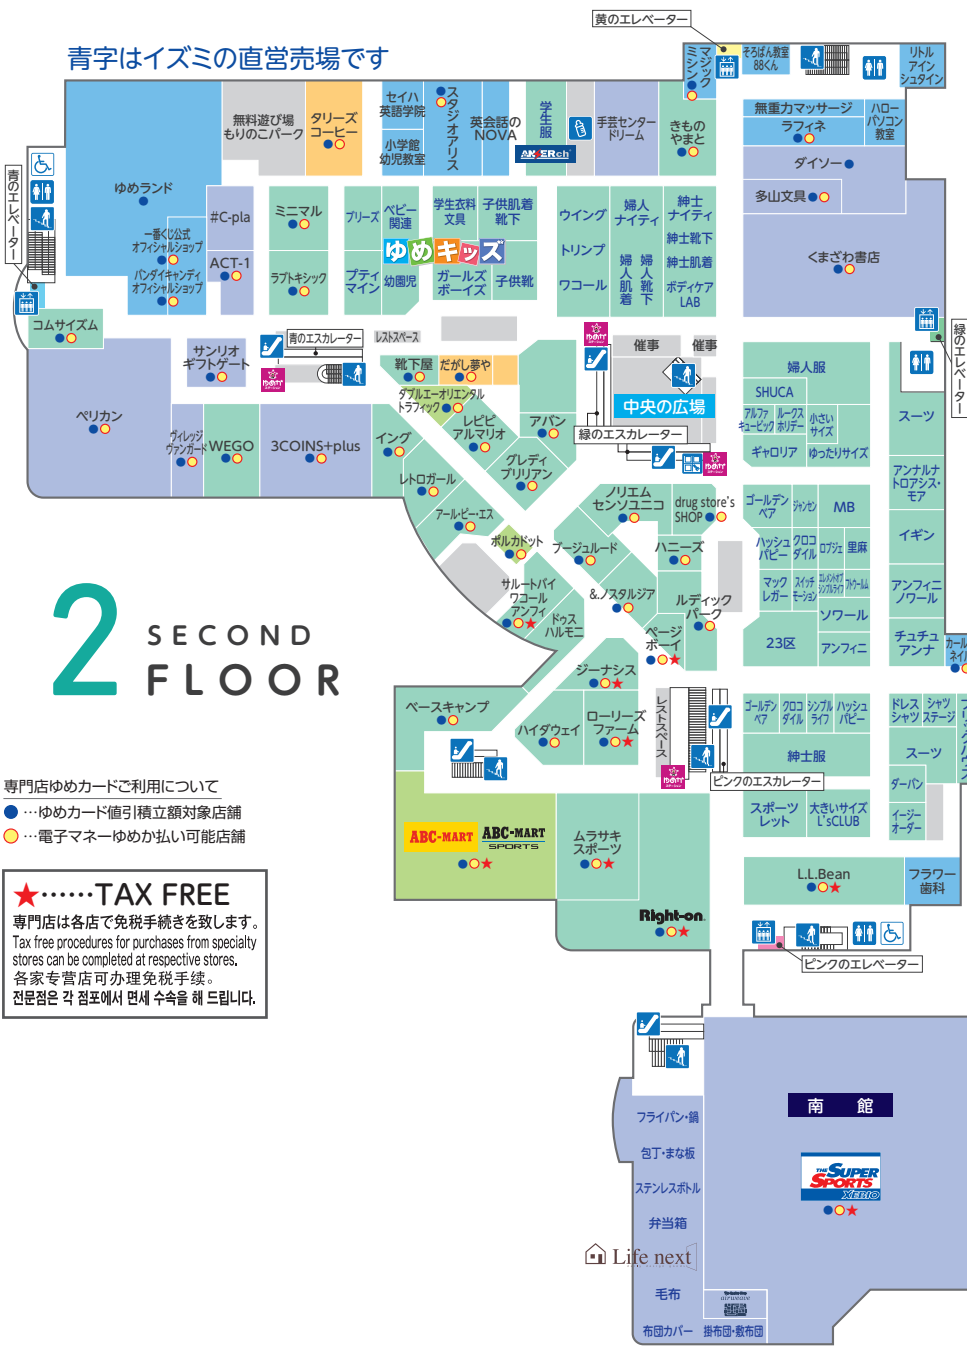 黄のエレベーター
青字はイズミの直営売場です
マジック
ミシン
そろばん教室
88くん
リトル
アイン
シュタイン
無料遊び場
もりのこパーク
タリーズ
コーヒー
セイハ
英語学院
小学館
幼児教室
スタジオアリス
英会話の
NOVA
学生服
ANSERch
手芸センター
ドリーム
きもの
やまと
無重力マッサージ
ラフィネ
ハロー
パソコン
教室
ダイソー
多山文具
くまざわ書店
青のエレベーター
ゆめランド
一番くじ公式
オフィシャルショップ
バンダイキャンディ
オフィシャルショップ
#C-pla
ACT-1
ミニマル
ラブトキシック
ブリーズ
ベビー
関連
学生衣料
文具
子供肌着
靴下
ゆめキッズ
プティ
マイン
幼園児
ガールズ
ボーイズ
子供靴
ウイング
トリンプ
ワコール
婦人
ナイティ
婦人肌着
婦人靴下
紳士
ナイティ
紳士靴下
紳士肌着
ボディケア
LAB
コムサイズム
サンリオ
ギフトゲート
青のエスカレーター
レストスペース
靴下屋
だがし夢や
催事
催事
中央の広場
緑のエスカレーター
緑のエレベーター
ペリカン
ヴィレッジ
ヴァンガード
WEGO
3COINS+plus
イング
ダブルエーオリエンタル
トラフィック
レピピ
アルマリオ
アバン
グレディ
ブリリアン
レトロガール
アール・ピー・エス
ポルカドット
ノリエム
センソユニコ
drug store's
SHOP
ブージュルード
ハニーズ
&.ノスタルジア
ルディック
パーク
サルートバイ
ワコール
アンフィ
ドゥス
ハルモニ
ページ
ボーイ
ジーナシス
ローリーズ
ファーム
ハイダウェイ
ベースキャンプ
婦人服
SHUCA
アルファ
キュービック
ルークス
ホリデー
小さい
サイズ
ギャロリア
ゆったりサイズ
スーツ
アンナルナ
トロアシス・
モア
イギン
アンフィニ
ノワール
チュチュ
アンナ
ゴールデン
ベア
ジャンセン
MB
ハッシュ
パピー
クロコ
ダイル
ロブジェ
里麻
マック
レガー
スイッチ
モーション
ソワール
23区
アンフィニ
2
SECOND
FLOOR
レストスペース
ピンクのエスカレーター
ゴールデン
ベア
クロコ
ダイル
シンプル
ライフ
ハッシュ
パピー
紳士服
ドレス
シャツ
シャツ
ステージ
スーツ
ダーバン
イージー
オーダー
スポーツ
レット
大きいサイズ
L'sCLUB
L.L.Bean
フラワー
歯科
ピンクのエレベーター
ABC-MART
ABC-MART
SPORTS
ムラサキ
スポーツ
Right-on.
専門店ゆめカードご利用について
●…ゆめカード値引積立額対象店舗
○…電子マネーゆめか払い可能店舗
★……TAX FREE
専門店は各店で免税手続きを致します。
Tax free procedures for purchases from specialty
stores can be completed at respective stores.
各家专营店可办理免税手续。
전문점은 각 점포에서 면세 수속을 해 드립니다.
南館
THE SUPER
SPORTS
XEBIO
フライパン・鍋
包丁・まな板
ステンレスボトル
弁当箱
Life next
毛布
布団カバー
掛布団・敷布団